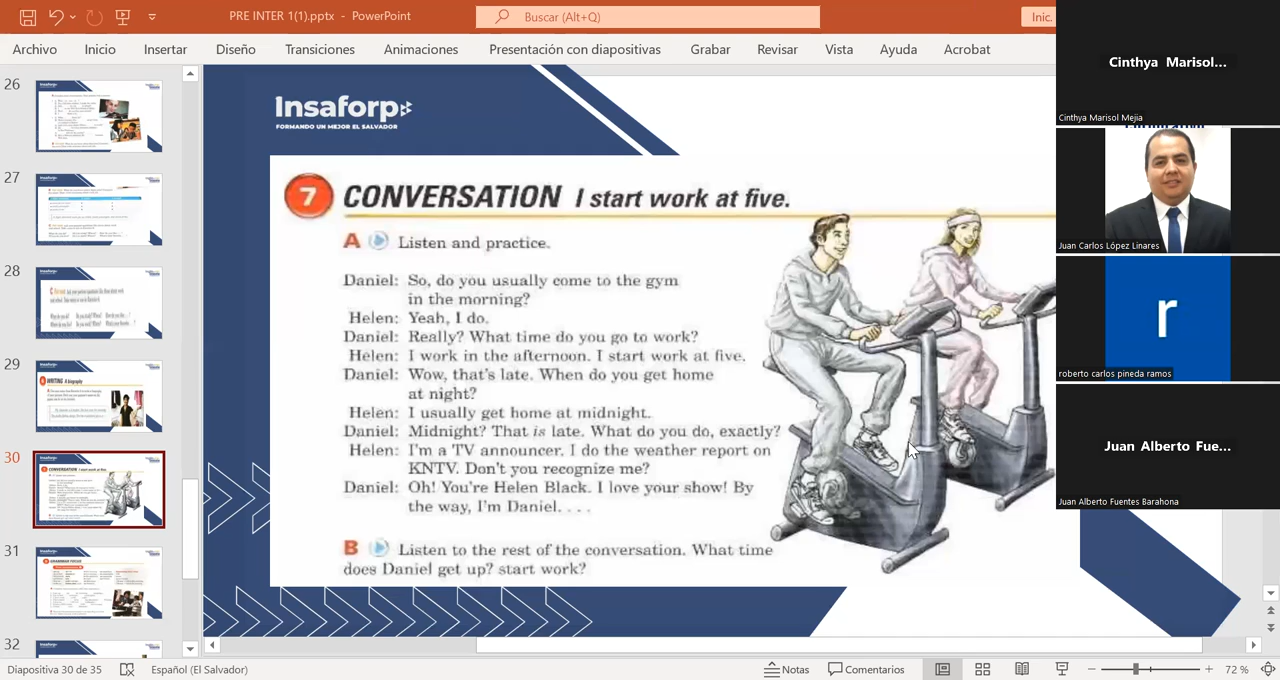 PRE INTER 1(1).pptx - PowerPoint
Buscar (Alt+Q)
Inic.
Archivo Inicio Insertar Diseño Transiciones Animaciones Presentación con diapositivas Grabar Revisar Vista Ayuda Acrobat
26
27
28
29
30
31
32
Insaforp
FORMANDO UN MEJOR EL SALVADOR
7 CONVERSATION I start work at five.
A Listen and practice.
Daniel: So, do you usually come to the gym
in the morning?
Helen: Yeah, I do.
Daniel: Really? What time do you go to work?
Helen: I work in the afternoon. I start work at five.
Daniel: Wow, that's late. When do you get home
at night?
Helen: I usually get home at midnight.
Daniel: Midnight? That is late. What do you do, exactly?
Helen: I'm a TV announcer. I do the weather report on
KNTV. Don't you recognize me?
Daniel: Oh! You're Helen Black. I love your show! By
the way, I'm Daniel. . . .
B Listen to the rest of the conversation. What time
does Daniel get up? start work?
Cinthya Marisol...
Cinthya Marisol Mejia
Juan Carlos López Linares
r
roberto carlos pineda ramos
Juan Alberto Fue...
Juan Alberto Fuentes Barahona
Diapositiva 30 de 35
Español (El Salvador)
Notas
Comentarios
72 %